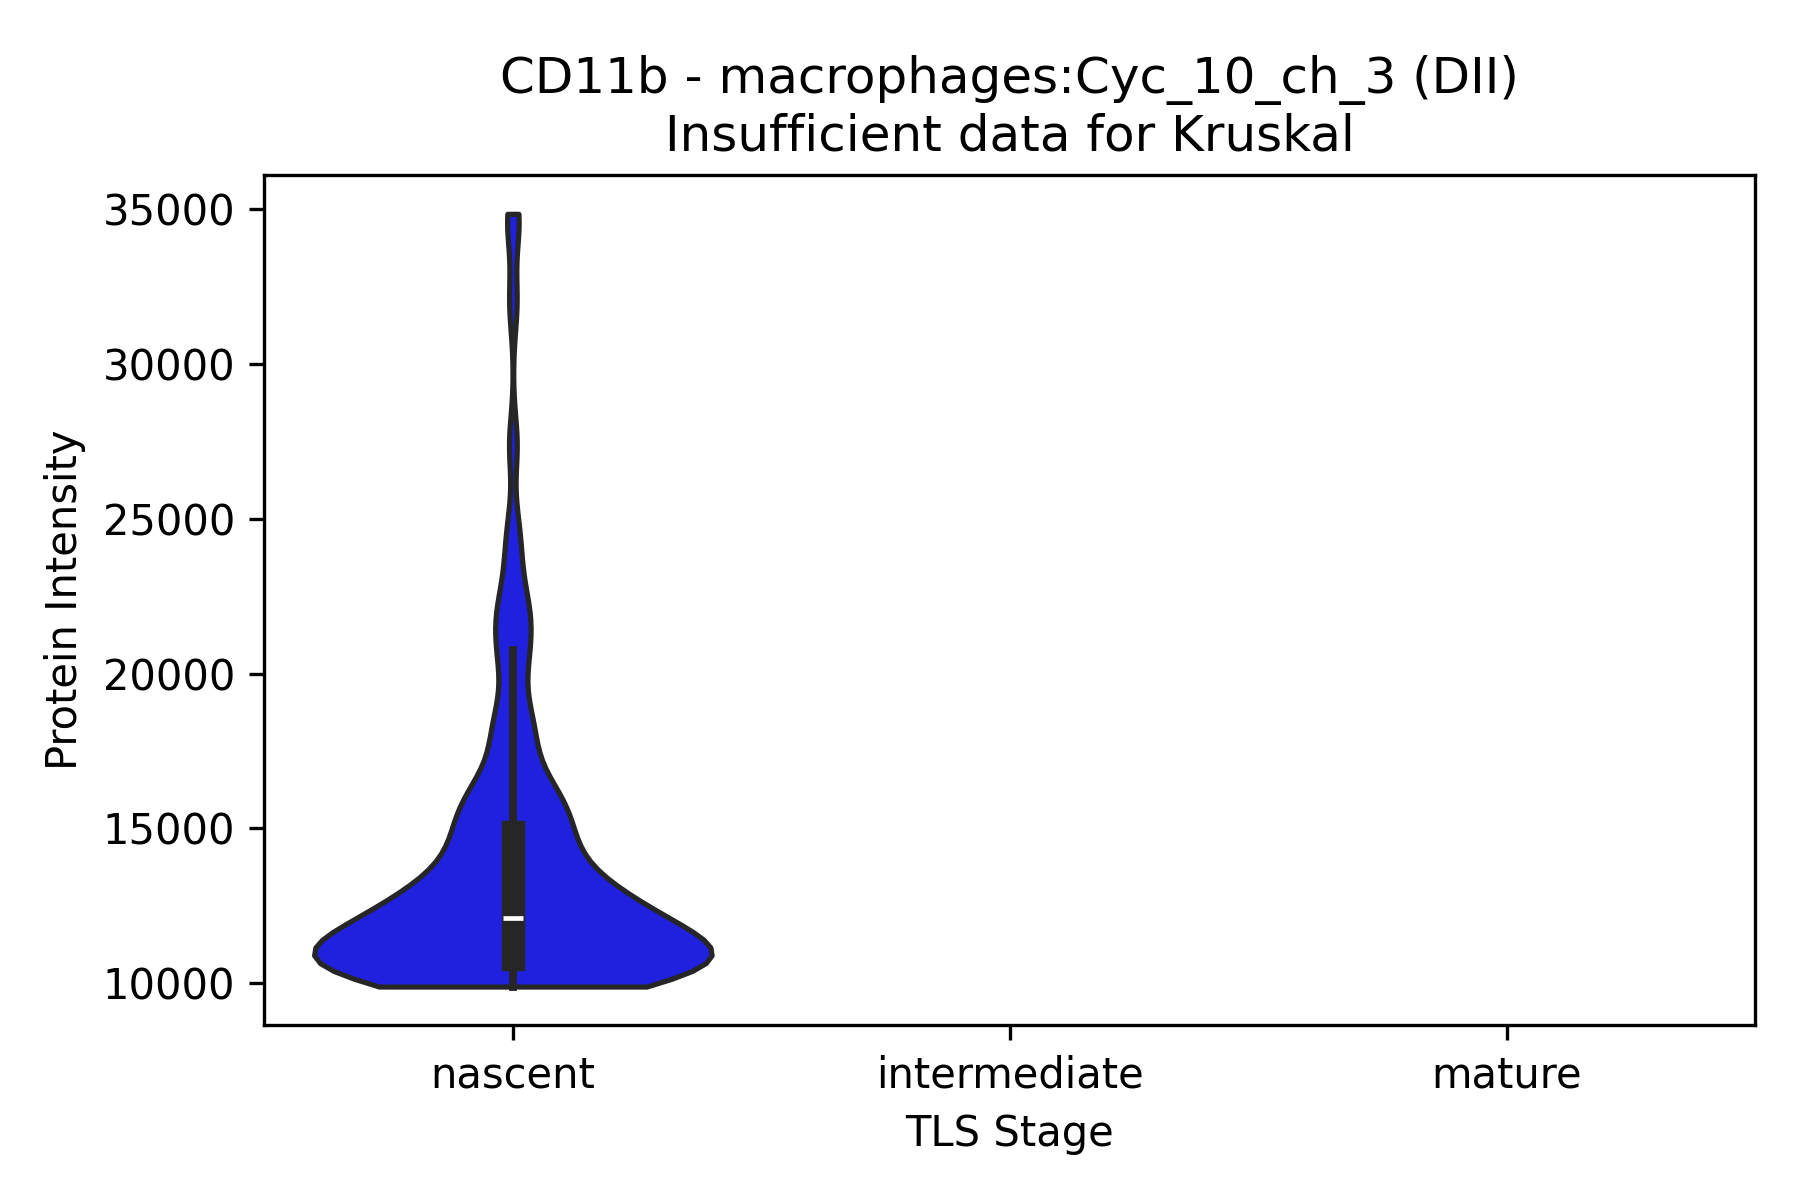 CD11b - macrophages:Cyc_10_ch_3 (DII)
Insufficient data for Kruskal
35000
30000
25000
20000
15000
10000
Protein Intensity
nascent
intermediate
mature
TLS Stage